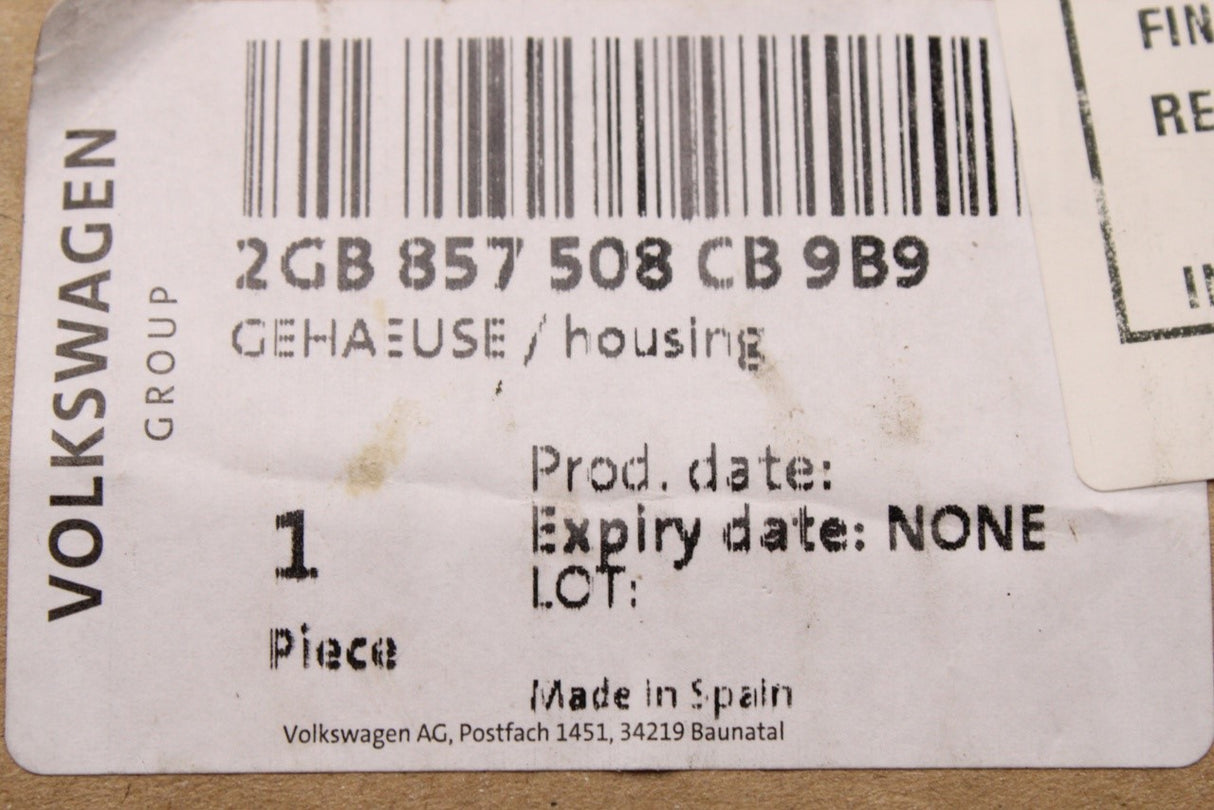 VOLKSWAGEN
GROUP
2GB 857 508 CB 9B9
GEHAEUSE / housing
1
Piece
Prod. date:
Expiry date: NONE
LOT:
Made in Spain
Volkswagen AG, Postfach 1451, 34219 Baunatal
FIN
RE